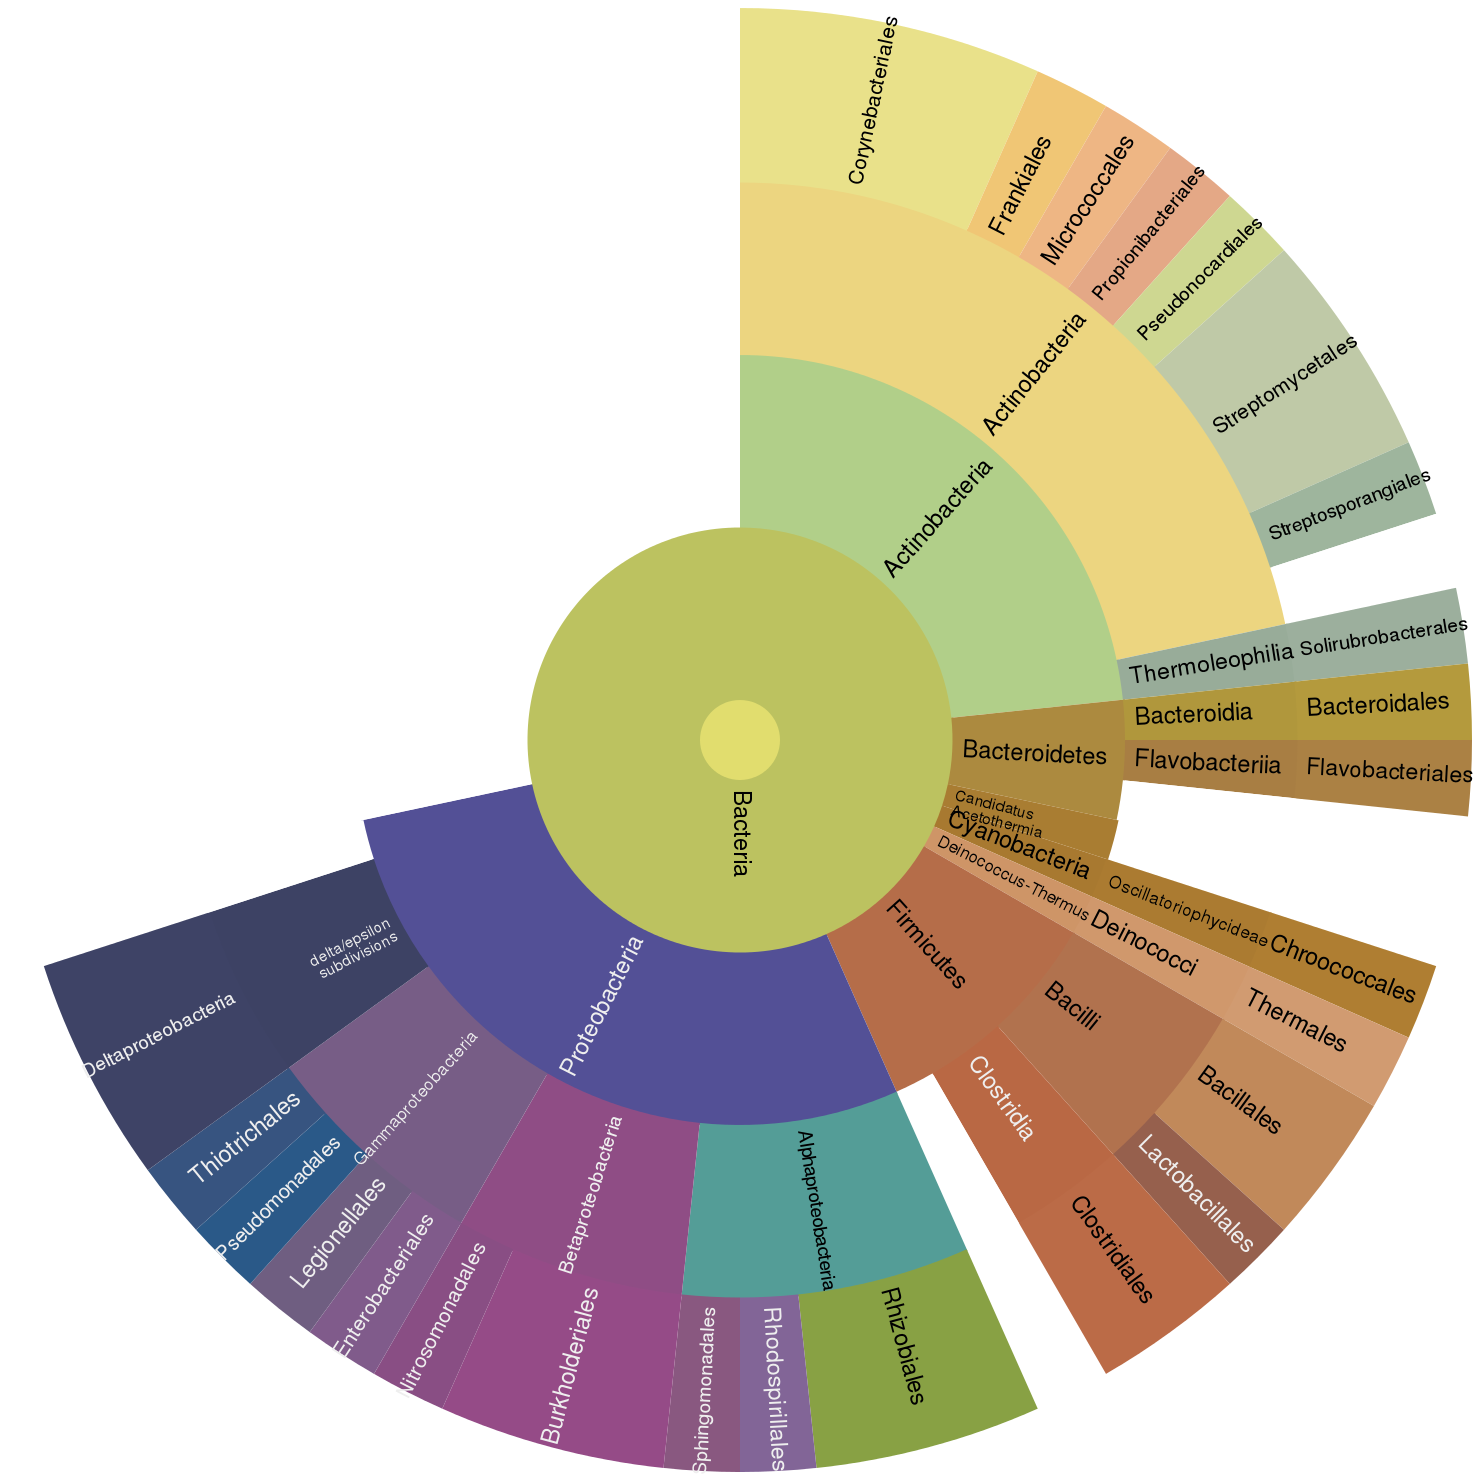 Bacteria
Actinobacteria
Actinobacteria
Corynebacteriales
Frankiales
Micrococcales
Propionibacteriales
Pseudonocardiales
Streptomycetales
Streptosporangiales
Thermoleophilia
Solirubrobacterales
Bacteroidetes
Bacteroidia
Bacteroidales
Flavobacteriia
Flavobacteriales
Candidatus
Acetothermia
Cyanobacteria
Oscillatoriophycideae
Chroococcales
Deinococcus-Thermus
Deinococci
Thermales
Firmicutes
Bacilli
Bacillales
Lactobacillales
Clostridia
Clostridiales
Proteobacteria
Alphaproteobacteria
Rhizobiales
Rhodospirillales
Sphingomonadales
Betaproteobacteria
Burkholderiales
Nitrosomonadales
Gammaproteobacteria
Enterobacteriales
Legionellales
Pseudomonadales
Thiotrichales
delta/epsilon
subdivisions
Deltaproteobacteria